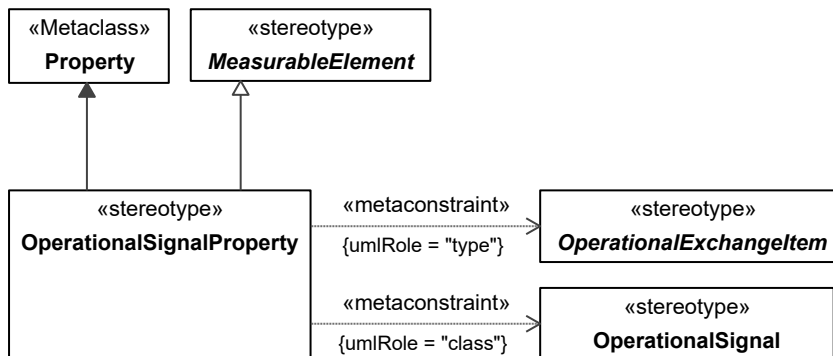 «Metaclass»
Property
«stereotype»
MeasurableElement
«stereotype»
OperationalSignalProperty
«metaconstraint»
{umlRole = "type"}
«stereotype»
OperationalExchangeItem
«metaconstraint»
{umlRole = "class"}
«stereotype»
OperationalSignal